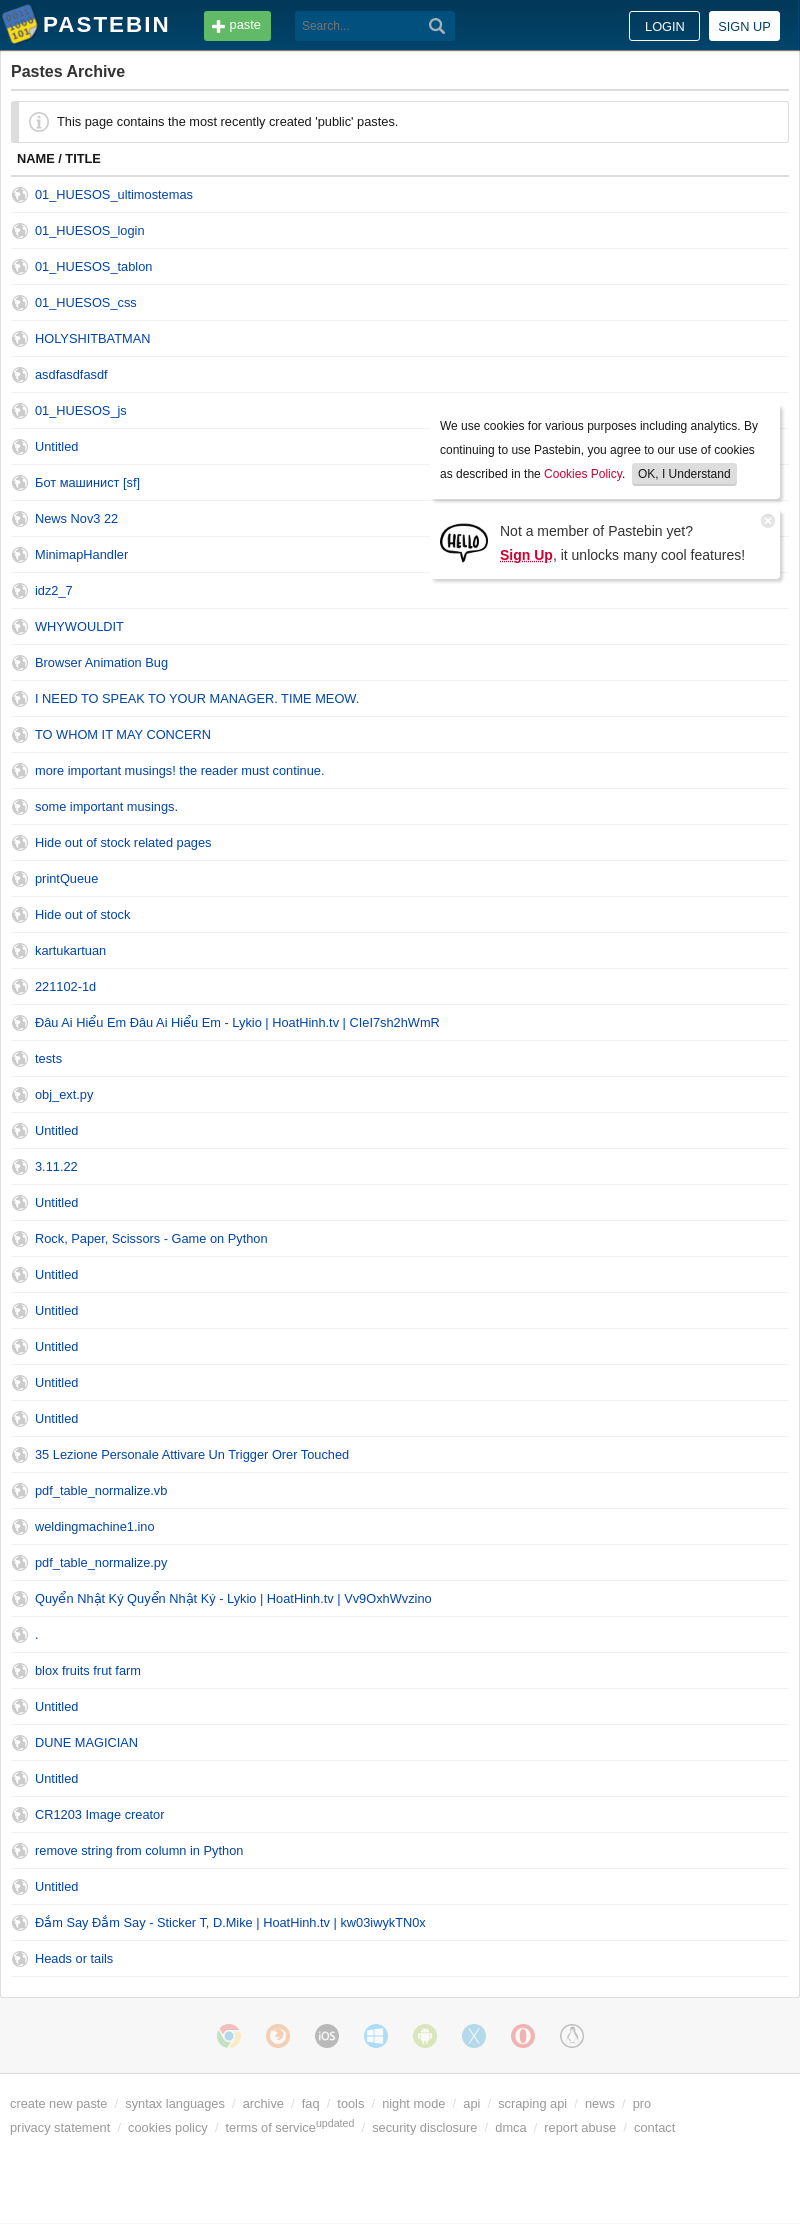 PASTEBIN
paste
Search...
LOGIN
SIGN UP
Pastes Archive
This page contains the most recently created 'public' pastes.
NAME / TITLE
01_HUESOS_ultimostemas
01_HUESOS_login
01_HUESOS_tablon
01_HUESOS_css
HOLYSHITBATMAN
asdfasdfasdf
01_HUESOS_js
Untitled
Бот машинист [sf]
News Nov3 22
MinimapHandler
idz2_7
We use cookies for various purposes including analytics. By
continuing to use Pastebin, you agree to our use of cookies
as described in the Cookies Policy. OK, I Understand
HELLO
Not a member of Pastebin yet?
Sign Up, it unlocks many cool features!
WHYWOULDIT
Browser Animation Bug
I NEED TO SPEAK TO YOUR MANAGER. TIME MEOW.
TO WHOM IT MAY CONCERN
more important musings! the reader must continue.
some important musings.
Hide out of stock related pages
printQueue
Hide out of stock
kartukartuan
221102-1d
Đâu Ai Hiểu Em Đâu Ai Hiểu Em - Lykio | HoatHinh.tv | CIeI7sh2hWmR
tests
obj_ext.py
Untitled
3.11.22
Untitled
Rock, Paper, Scissors - Game on Python
Untitled
Untitled
Untitled
Untitled
Untitled
35 Lezione Personale Attivare Un Trigger Orer Touched
pdf_table_normalize.vb
weldingmachine1.ino
pdf_table_normalize.py
Quyển Nhật Ký Quyển Nhật Ký - Lykio | HoatHinh.tv | Vv9OxhWvzino
.
blox fruits frut farm
Untitled
DUNE MAGICIAN
Untitled
CR1203 Image creator
remove string from column in Python
Untitled
Đắm Say Đắm Say - Sticker T, D.Mike | HoatHinh.tv | kw03iwykTN0x
Heads or tails
iOS
create new paste / syntax languages / archive / faq / tools / night mode / api / scraping api / news / pro
privacy statement / cookies policy / terms of service updated / security disclosure / dmca / report abuse / contact